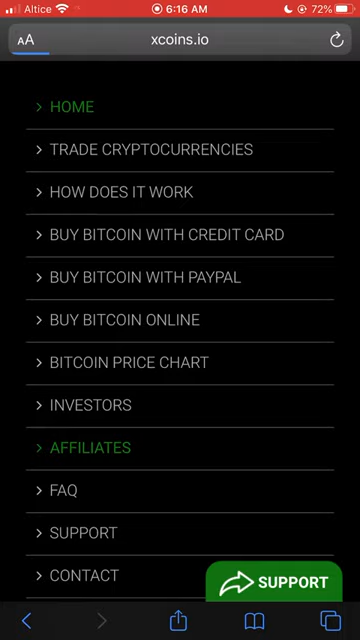 Altice 6:16 AM 72%
AA xcoins.io
HOME
TRADE CRYPTOCURRENCIES
HOW DOES IT WORK
BUY BITCOIN WITH CREDIT CARD
BUY BITCOIN WITH PAYPAL
BUY BITCOIN ONLINE
BITCOIN PRICE CHART
INVESTORS
AFFILIATES
FAQ
SUPPORT
CONTACT
SUPPORT